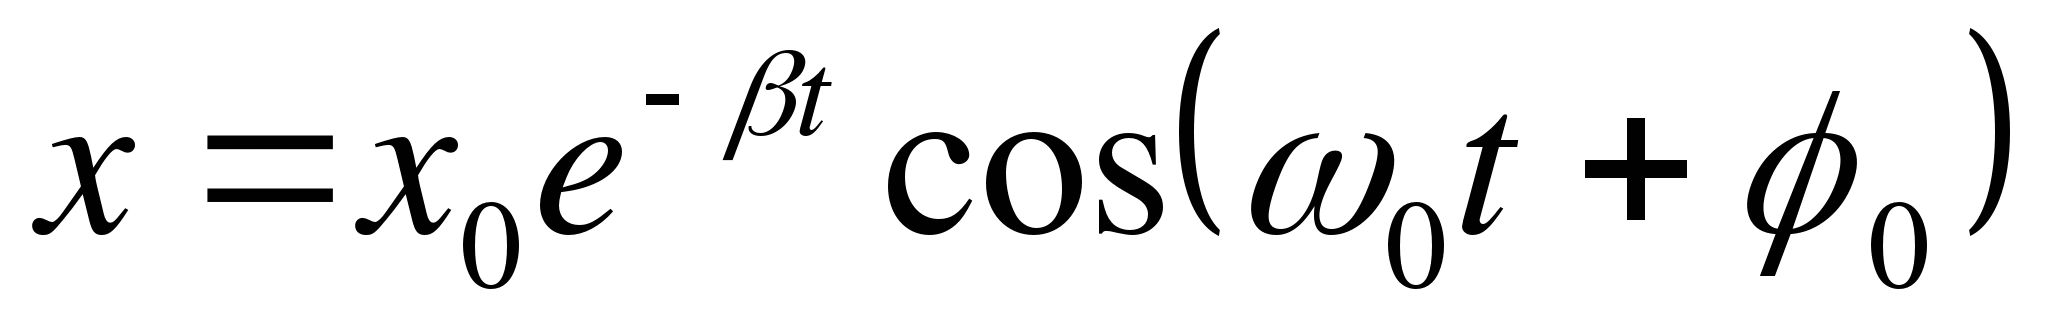 x = x₀e^(-βt) cos(ω₀t + ϕ₀)